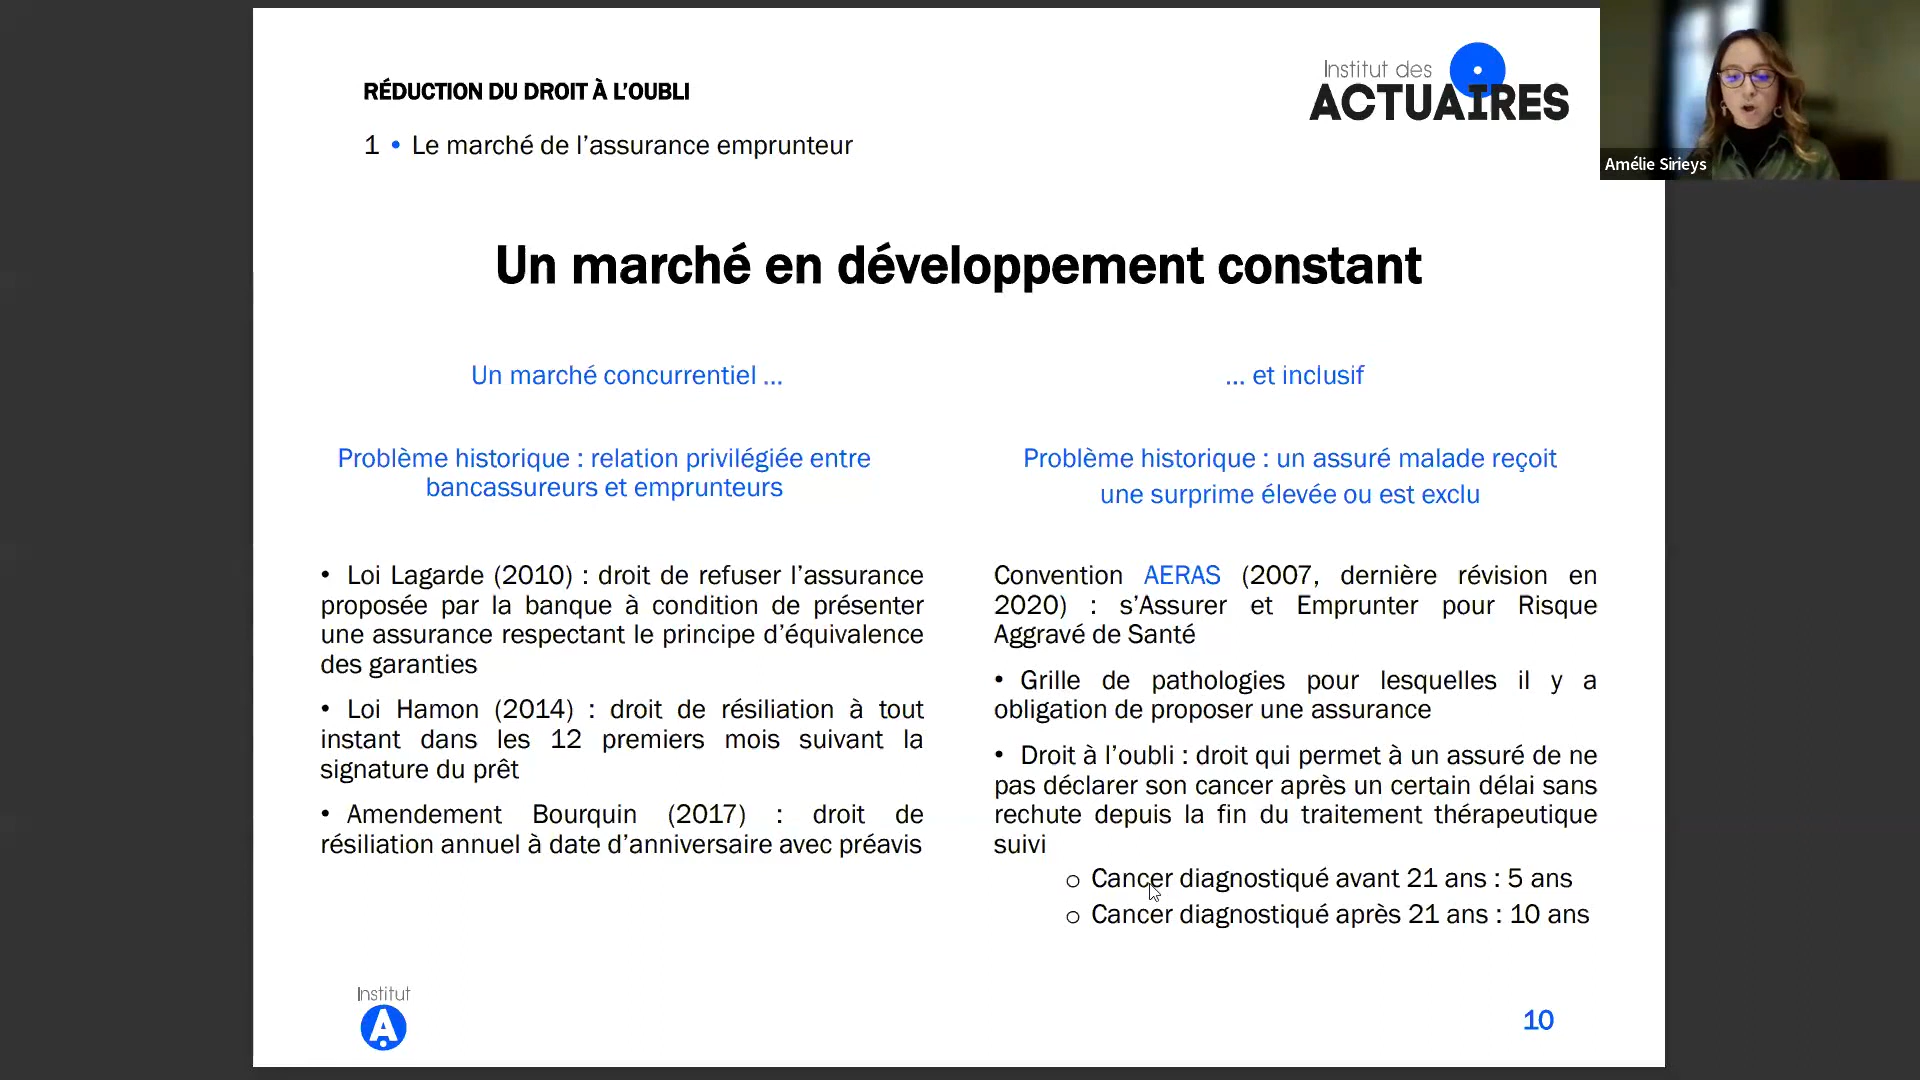 RÉDUCTION DU DROIT À L’OUBLI
1 • Le marché de l’assurance emprunteur
Institut des
ACTUAIRES
Amélie Sirieys
Un marché en développement constant
Un marché concurrentiel ...
Problème historique : relation privilégiée entre
bancassureurs et emprunteurs
• Loi Lagarde (2010) : droit de refuser l’assurance
proposée par la banque à condition de présenter
une assurance respectant le principe d’équivalence
des garanties
• Loi Hamon (2014) : droit de résiliation à tout
instant dans les 12 premiers mois suivant la
signature du prêt
• Amendement Bourquin (2017) : droit de
résiliation annuel à date d’anniversaire avec préavis
... et inclusif
Problème historique : un assuré malade reçoit
une surprime élevée ou est exclu
Convention AERAS (2007, dernière révision en
2020) : s’Assurer et Emprunter pour Risque
Aggravé de Santé
• Grille de pathologies pour lesquelles il y a
obligation de proposer une assurance
• Droit à l’oubli : droit qui permet à un assuré de ne
pas déclarer son cancer après un certain délai sans
rechute depuis la fin du traitement thérapeutique
suivi
o Cancer diagnostiqué avant 21 ans : 5 ans
o Cancer diagnostiqué après 21 ans : 10 ans
Institut
A
10